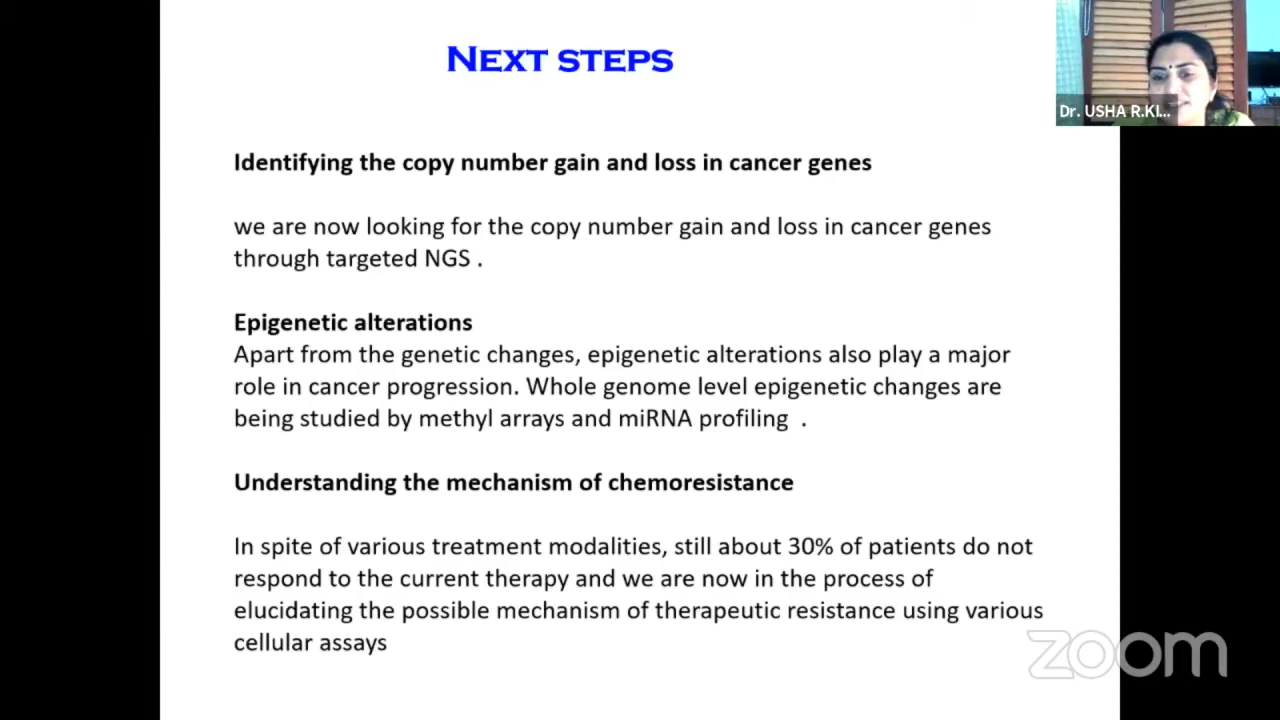 NEXT STEPS
Dr. USHA R.KI...
Identifying the copy number gain and loss in cancer genes
we are now looking for the copy number gain and loss in cancer genes
through targeted NGS .
Epigenetic alterations
Apart from the genetic changes, epigenetic alterations also play a major
role in cancer progression. Whole genome level epigenetic changes are
being studied by methyl arrays and miRNA profiling .
Understanding the mechanism of chemoresistance
In spite of various treatment modalities, still about 30% of patients do not
respond to the current therapy and we are now in the process of
elucidating the possible mechanism of therapeutic resistance using various
cellular assays
zoom